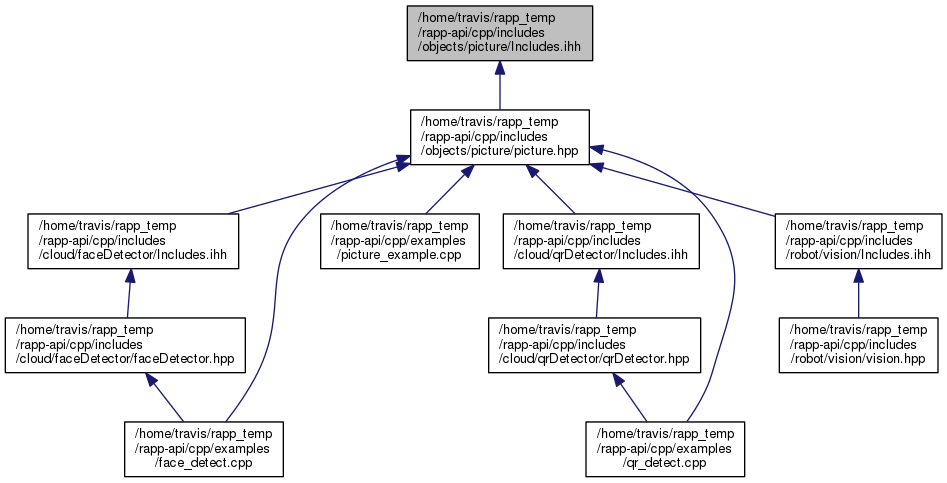 /home/travis/rapp_temp
/rapp-api/cpp/includes
/objects/picture/Includes.ihh
/home/travis/rapp_temp
/rapp-api/cpp/includes
/objects/picture/picture.hpp
/home/travis/rapp_temp
/rapp-api/cpp/includes
/cloud/faceDetector/Includes.ihh
/home/travis/rapp_temp
/rapp-api/cpp/examples
/picture_example.cpp
/home/travis/rapp_temp
/rapp-api/cpp/includes
/cloud/qrDetector/Includes.ihh
/home/travis/rapp_temp
/rapp-api/cpp/includes
/robot/vision/Includes.ihh
/home/travis/rapp_temp
/rapp-api/cpp/includes
/cloud/faceDetector/faceDetector.hpp
/home/travis/rapp_temp
/rapp-api/cpp/includes
/cloud/qrDetector/qrDetector.hpp
/home/travis/rapp_temp
/rapp-api/cpp/includes
/robot/vision/vision.hpp
/home/travis/rapp_temp
/rapp-api/cpp/examples
/face_detect.cpp
/home/travis/rapp_temp
/rapp-api/cpp/examples
/qr_detect.cpp